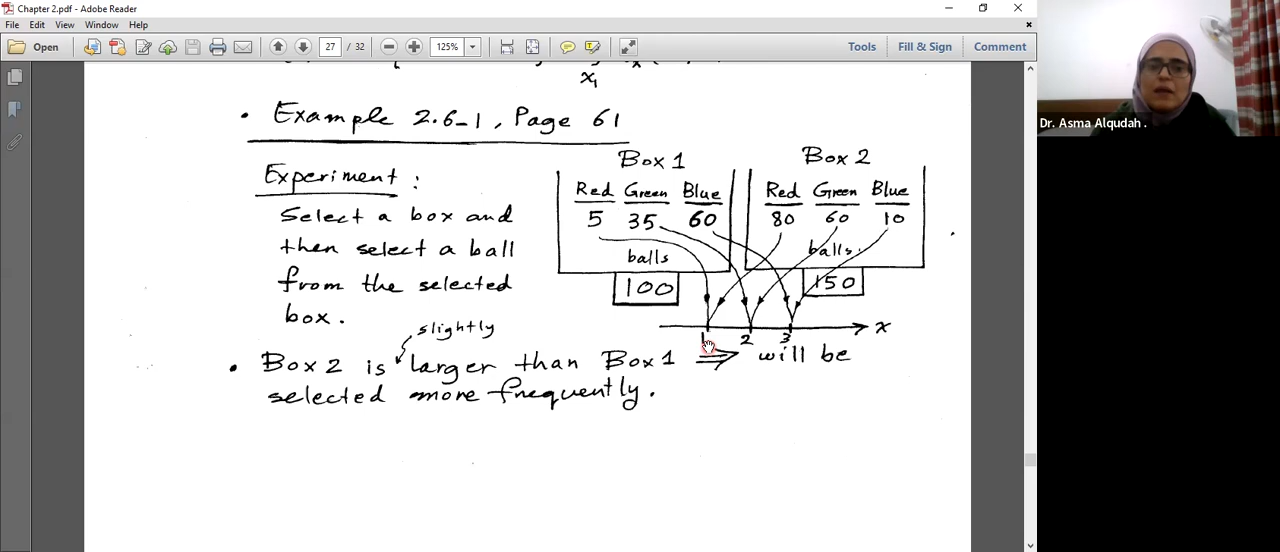 Chapter 2.pdf - Adobe Reader
File Edit View Window Help
Open 27 / 32 125% Tools Fill & Sign Comment
x₁
• Example 2.6-1, Page 61
Experiment:
Select a box and
then select a ball
from the selected
box.
Box 1
Red Green Blue
5 35 60
balls
100
Box 2
Red Green Blue
80 60 10
balls.
150
1 2 3 x
slightly
• Box 2 is larger than Box 1 ⇒ will be
selected more frequently.
Dr. Asma Alqudah .